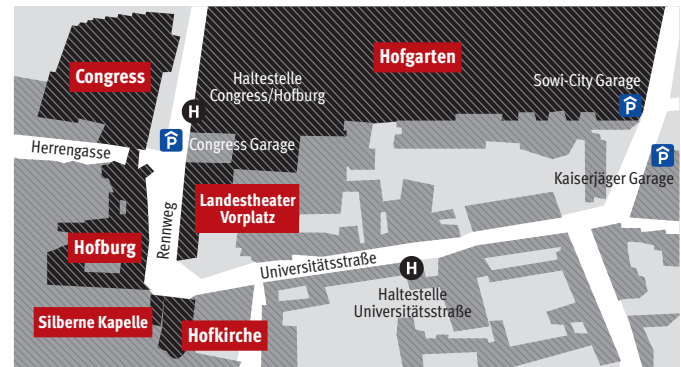 Congress
Hofgarten
Haltestelle
Congress/Hofburg
Sowi-City Garage
H
P
Herrengasse
P
Congress Garage
P
Kaiserjäger Garage
Landestheater
Vorplatz
Rennweg
Hofburg
Universitätsstraße
H
Haltestelle
Universitätsstraße
Silberne Kapelle
Hofkirche